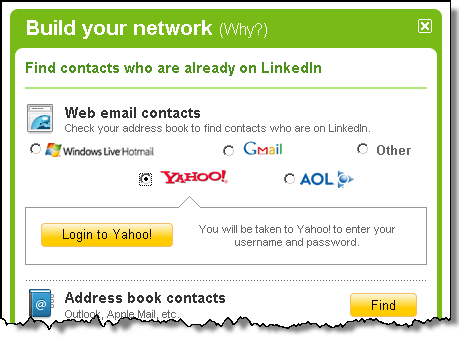 Build your network (Why?)
Find contacts who are already on LinkedIn
Web email contacts
Check your address book to find contacts who are on LinkedIn.
Windows Live Hotmail Gmail Other
YAHOO! AOL
Login to Yahoo! You will be taken to Yahoo! to enter your
username and password.
Address book contacts Find
Outlook, Apple Mail, etc.